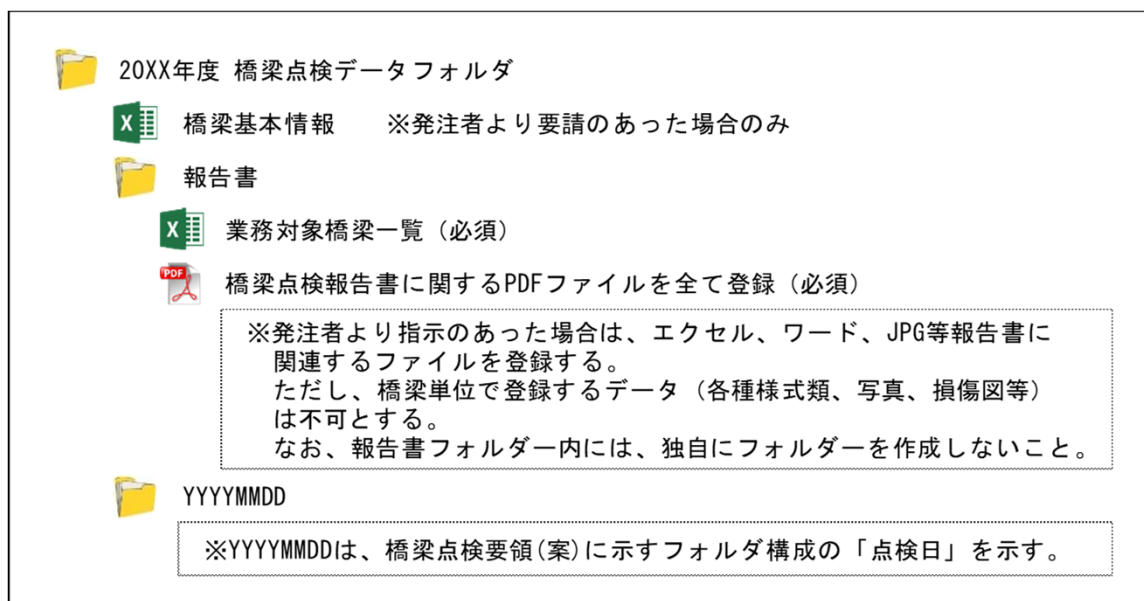 20XX年度 橋梁点検データフォルダ
橋梁基本情報　　※発注者より要請のあった場合のみ
報告書
業務対象橋梁一覧（必須）
橋梁点検報告書に関するPDFファイルを全て登録（必須）
※発注者より指示のあった場合は、エクセル、ワード、JPG等報告書に
関連するファイルを登録する。
ただし、橋梁単位で登録するデータ（各種様式類、写真、損傷図等）
は不可とする。
なお、報告書フォルダー内には、独自にフォルダーを作成しないこと。
YYYYMMDD
※YYYYMMDDは、橋梁点検要領(案)に示すフォルダ構成の「点検日」を示す。